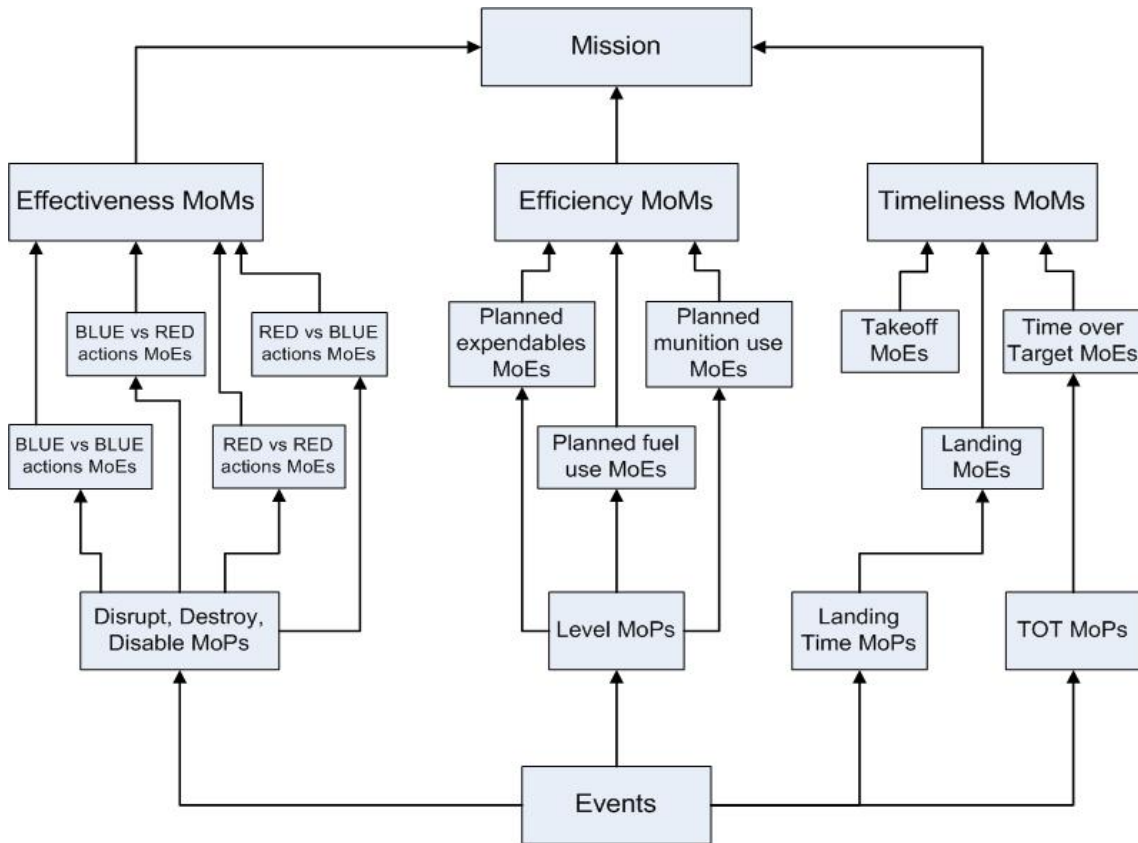 Mission
Effectiveness MoMs
Efficiency MoMs
Timeliness MoMs
BLUE vs RED
actions MoEs
RED vs BLUE
actions MoEs
Planned
expendables
MoEs
Planned
munition use
MoEs
Takeoff
MoEs
Time over
Target MoEs
BLUE vs BLUE
actions MoEs
RED vs RED
actions MoEs
Planned fuel
use MoEs
Landing
MoEs
Disrupt, Destroy,
Disable MoPs
Level MoPs
Landing
Time MoPs
TOT MoPs
Events